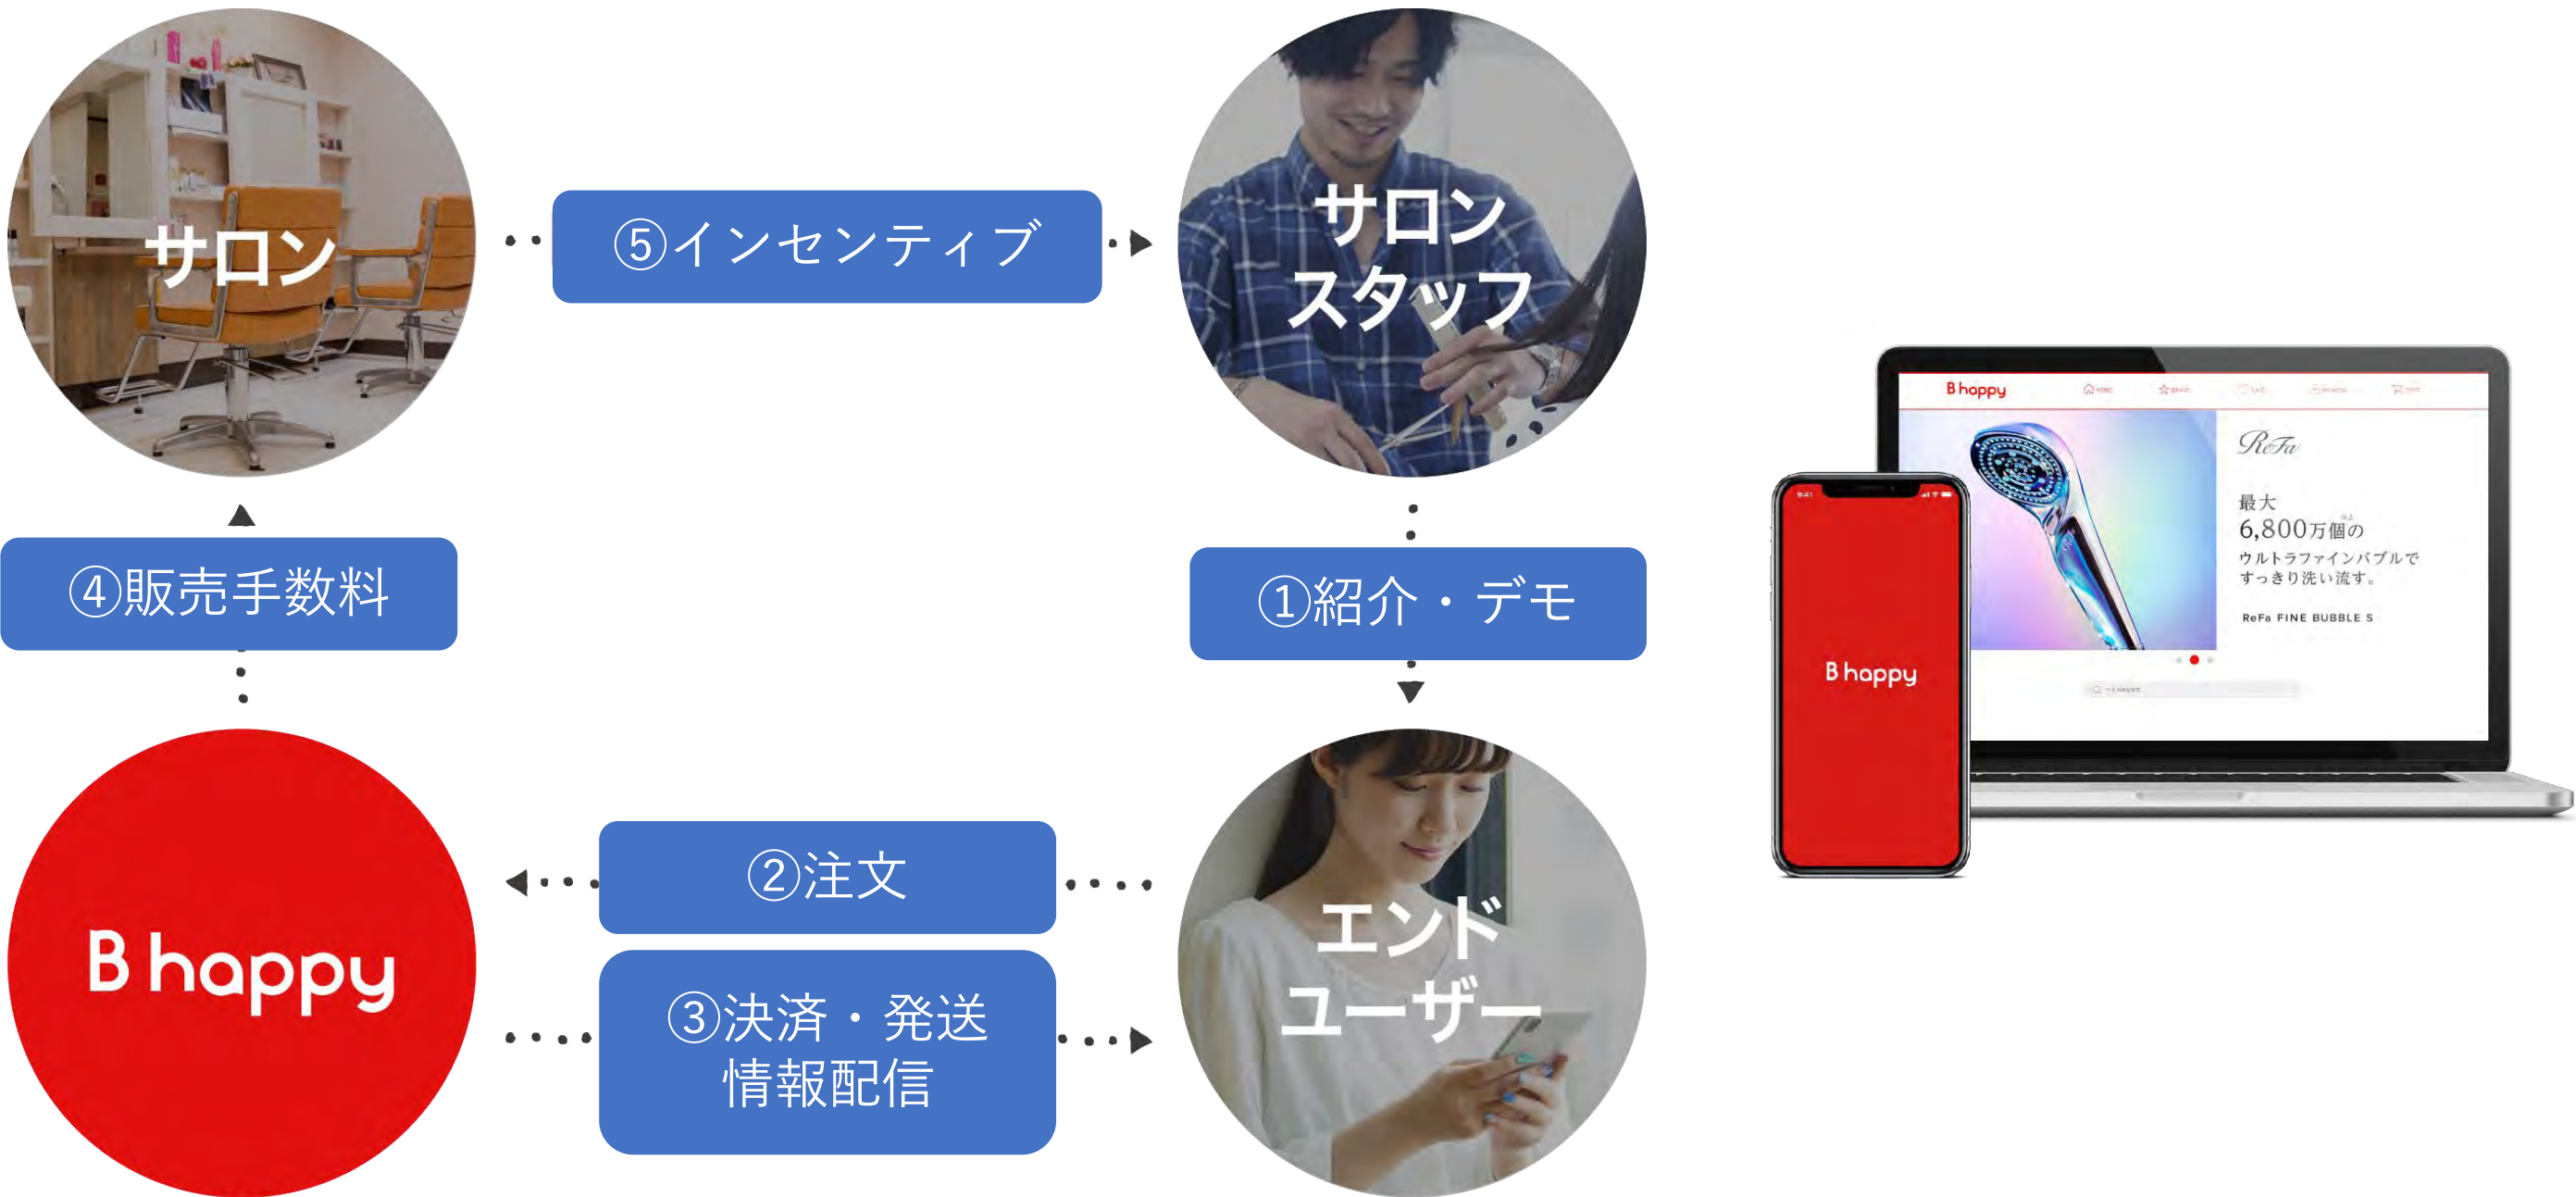 サロン
⑤インセンティブ
サロン
スタッフ
④販売手数料
①紹介・デモ
B happy
②注文
③決済・発送
情報配信
エンド
ユーザー
B happy
HOME
ReFa
最大
6,800万個の
ウルトラファインバブルで
すっきり洗い流す。
ReFa FINE BUBBLE S
9:41
B happy